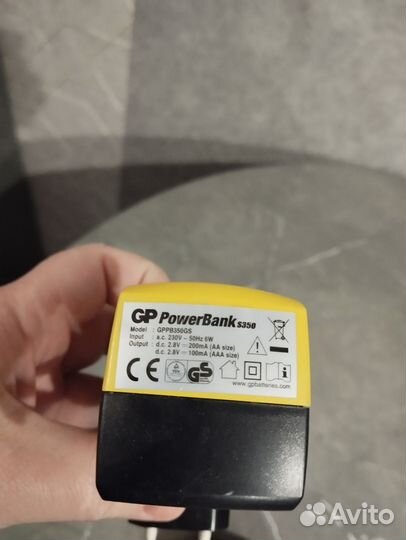 GP PowerBank S350
Model : GPPB350GS
Input : a.c. 230V ~ 50Hz 6W
Output : d.c. 2.8V ⎓ 200mA (AA size)
d.c. 2.8V ⎓ 100mA (AAA size)
CE GS
www.gpbatteries.com
Avito